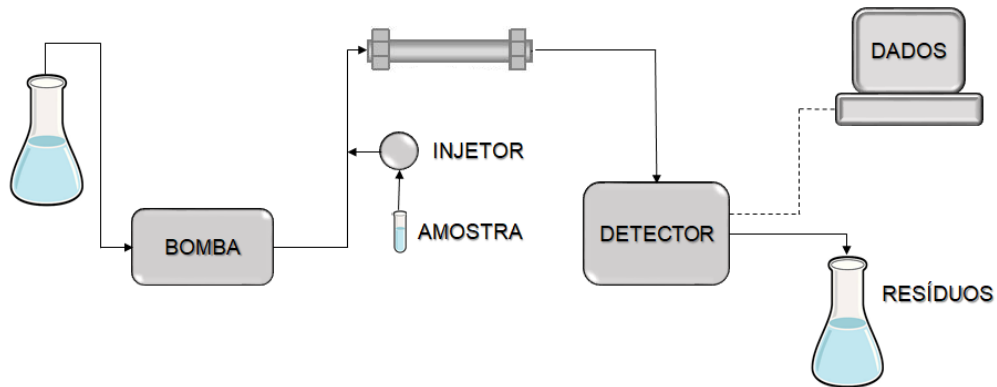 DADOS
INJETOR
AMOSTRA
BOMBA
DETECTOR
RESÍDUOS